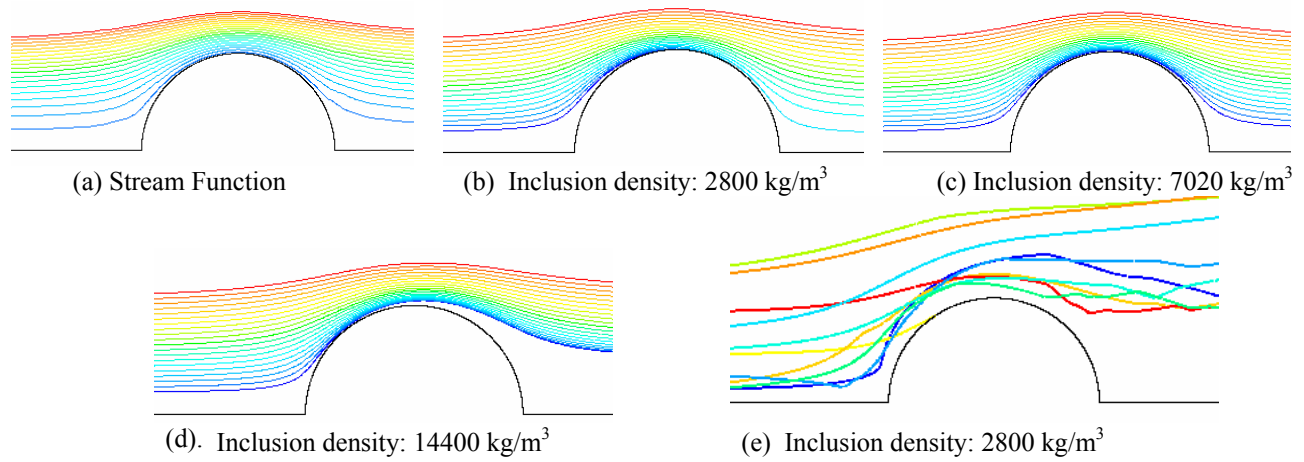 (a) Stream Function
(b) Inclusion density: 2800 kg/m³
(c) Inclusion density: 7020 kg/m³
(d). Inclusion density: 14400 kg/m³
(e) Inclusion density: 2800 kg/m³